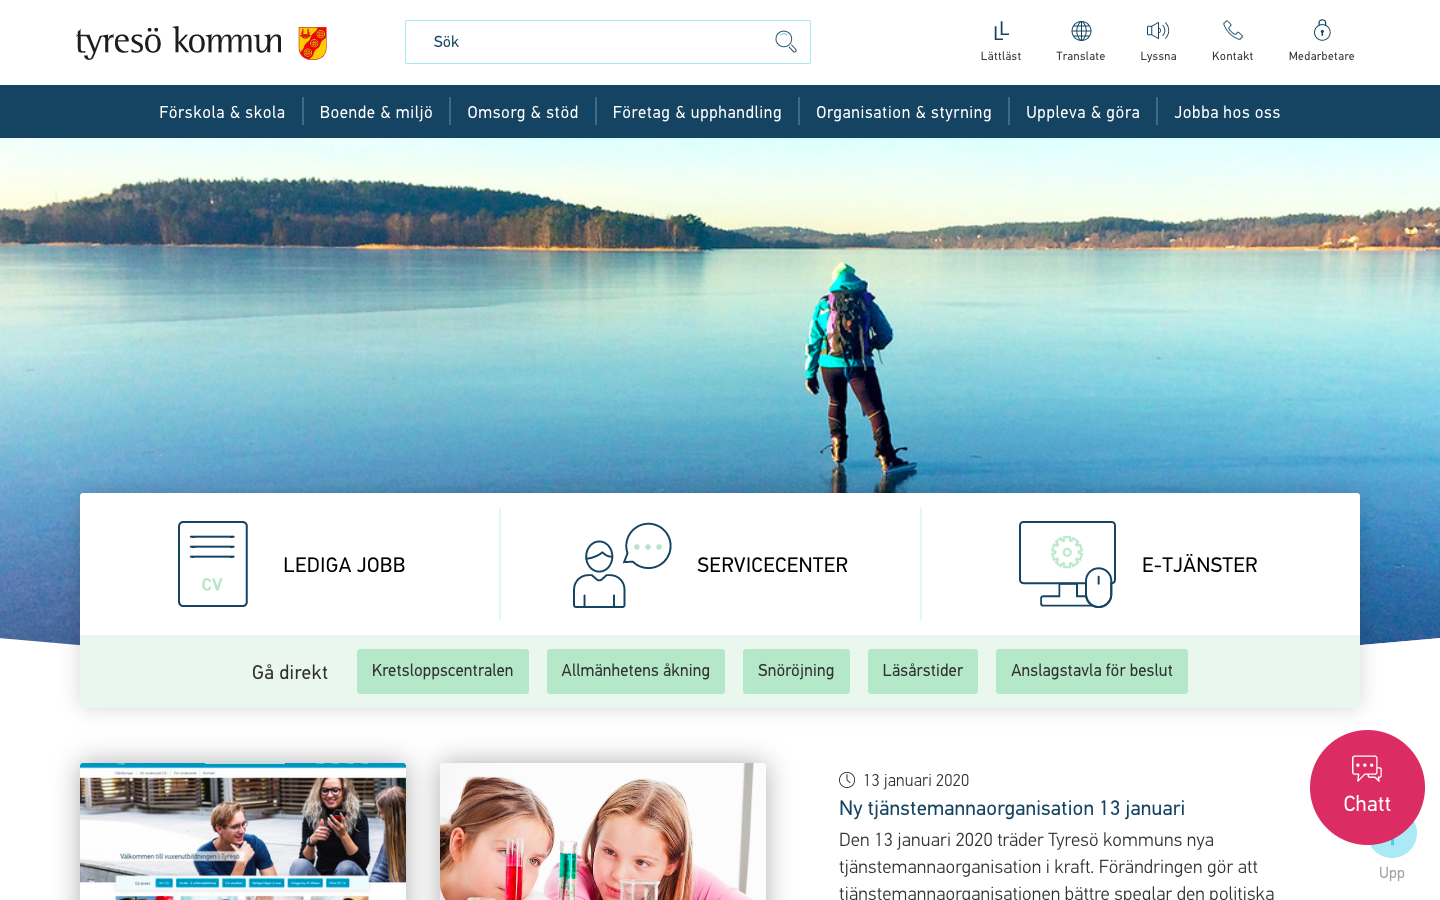 tyresö kommun
Sök
Lättläst
Translate
Lyssna
Kontakt
Medarbetare
Förskola & skola
Boende & miljö
Omsorg & stöd
Företag & upphandling
Organisation & styrning
Uppleva & göra
Jobba hos oss
CV
LEDIGA JOBB
SERVICECENTER
E-TJÄNSTER
Gå direkt
Kretsloppscentralen
Allmänhetens åkning
Snöröjning
Läsårstider
Anslagstavla för beslut
Välkommen till vuxenutbildningen i Tyresö
13 januari 2020
Ny tjänstemannaorganisation 13 januari
Den 13 januari 2020 träder Tyresö kommuns nya
tjänstemannaorganisation i kraft. Förändringen gör att
tjänstemannaorganisationen bättre speglar den politiska
Chatt
Upp